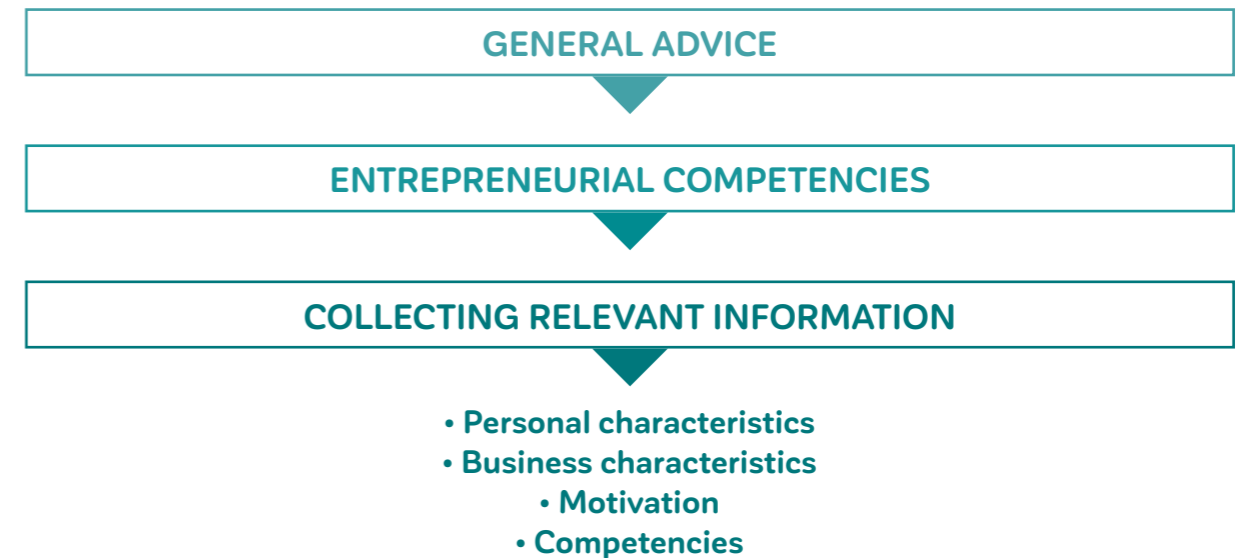 GENERAL ADVICE
ENTREPRENEURIAL COMPETENCIES
COLLECTING RELEVANT INFORMATION
• Personal characteristics
• Business characteristics
• Motivation
• Competencies